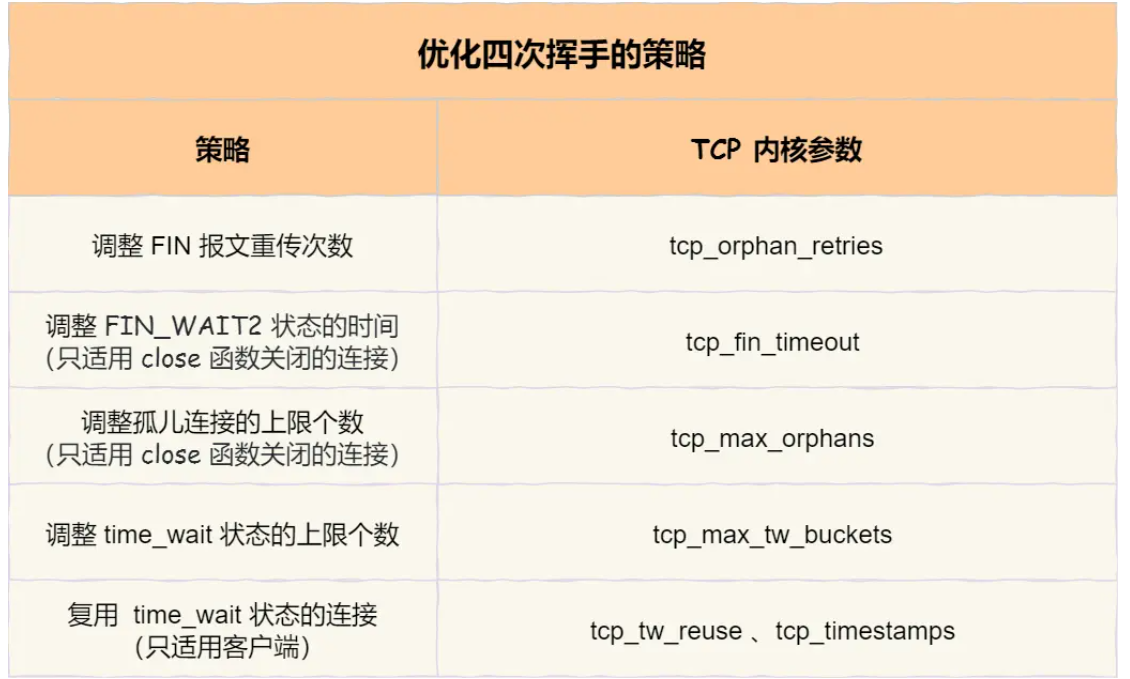 优化四次挥手的策略
策略
TCP 内核参数
调整 FIN 报文重传次数
tcp_orphan_retries
调整 FIN_WAIT2 状态的时间
（只适用 close 函数关闭的连接）
tcp_fin_timeout
调整孤儿连接的上限个数
（只适用 close 函数关闭的连接）
tcp_max_orphans
调整 time_wait 状态的上限个数
tcp_max_tw_buckets
复用 time_wait 状态的连接
（只适用客户端）
tcp_tw_reuse 、tcp_timestamps